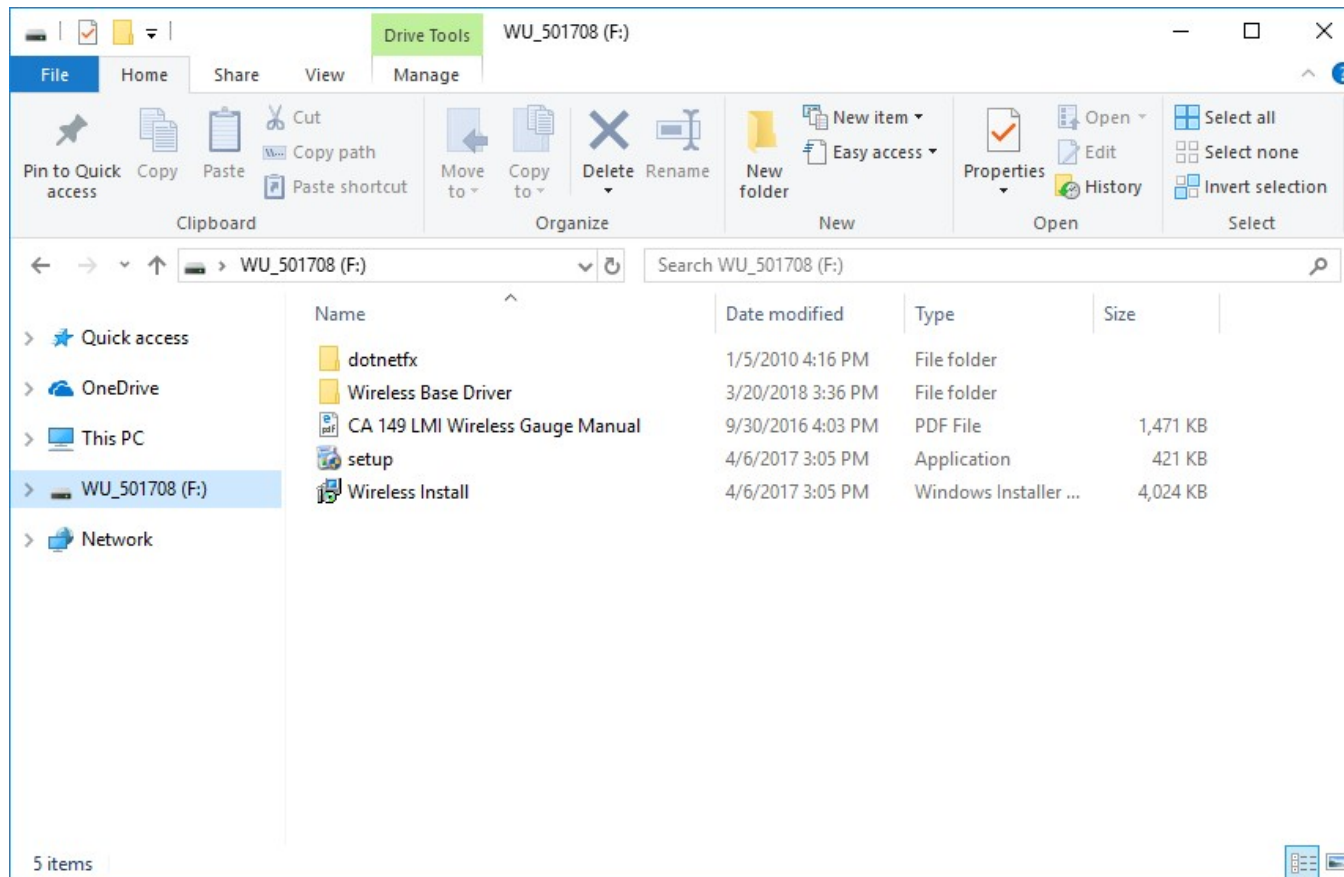 Drive Tools WU_501708 (F:)
File Home Share View Manage
Pin to Quick access
Copy
Paste
Cut
Copy path
Paste shortcut
Move to
Copy to
Delete
Rename
New folder
New item
Easy access
Properties
Open
Edit
History
Select all
Select none
Invert selection
Clipboard Organize New Open Select
WU_501708 (F:) Search WU_501708 (F:)
Quick access
OneDrive
This PC
WU_501708 (F:)
Network
Name Date modified Type Size
dotnetfx 1/5/2010 4:16 PM File folder
Wireless Base Driver 3/20/2018 3:36 PM File folder
CA 149 LMI Wireless Gauge Manual 9/30/2016 4:03 PM PDF File 1,471 KB
setup 4/6/2017 3:05 PM Application 421 KB
Wireless Install 4/6/2017 3:05 PM Windows Installer ... 4,024 KB
5 items